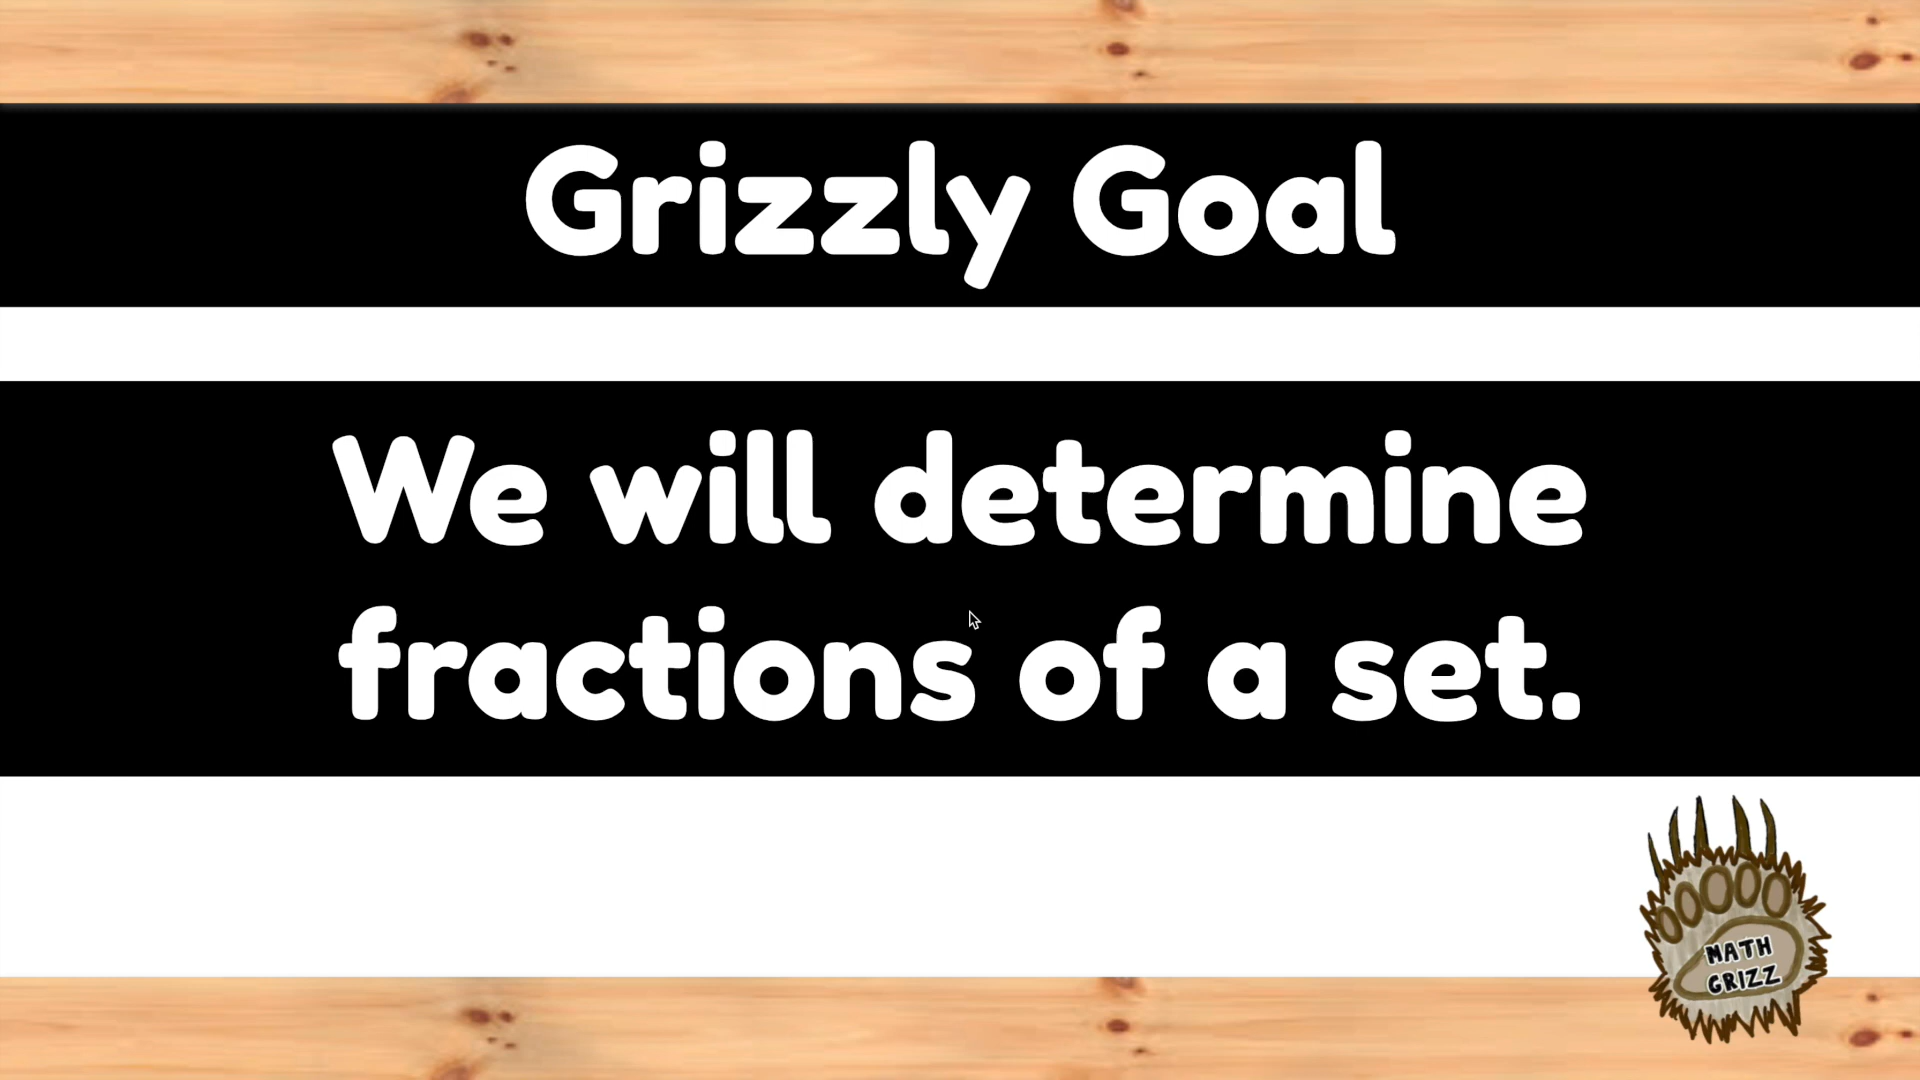 Grizzly Goal
We will determine
fractions of a set.
MATH
GRIZZ